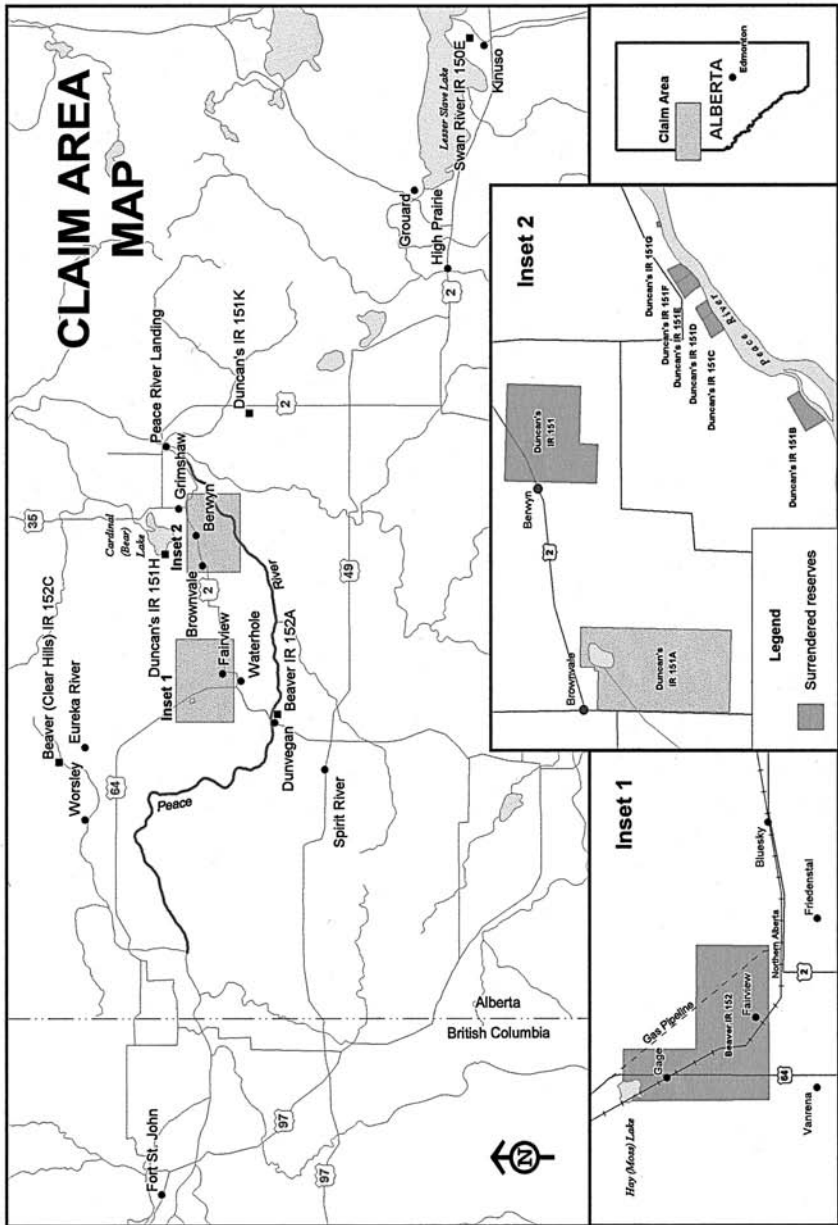 CLAIM AREA
MAP
Fort St. John
97
97
N
British Columbia
Alberta
Worsley
Eureka River
Beaver (Clear Hills) IR 152C
64
35
Peace
River
Spirit River
Dunvegan
Beaver IR 152A
Waterhole
Fairview
Inset 1
Duncan's IR 151H
Brownvale
2
Inset 2
Berwyn
Grimshaw
Cardinal
(Bear)
Lake
Peace River Landing
Duncan's IR 151K
2
49
2
High Prairie
Grouard
Lesser Slave Lake
Swan River IR 150E
Kinuso
Inset 1
Hay (Moss) Lake
Gage
Gas Pipeline
Beaver IR 152
Fairview
Northern Alberta
Bluesky
Vanrena
64
2
Friedenstal
Inset 2
Brownvale
2
Berwyn
Duncan's
IR 151A
Duncan's
IR 151
Duncan's IR 151G
Duncan's IR 151F
Duncan's IR 151E
Duncan's IR 151D
Duncan's IR 151C
Duncan's IR 151B
Peace River
Legend
Surrendered reserves
Claim Area
ALBERTA
Edmonton